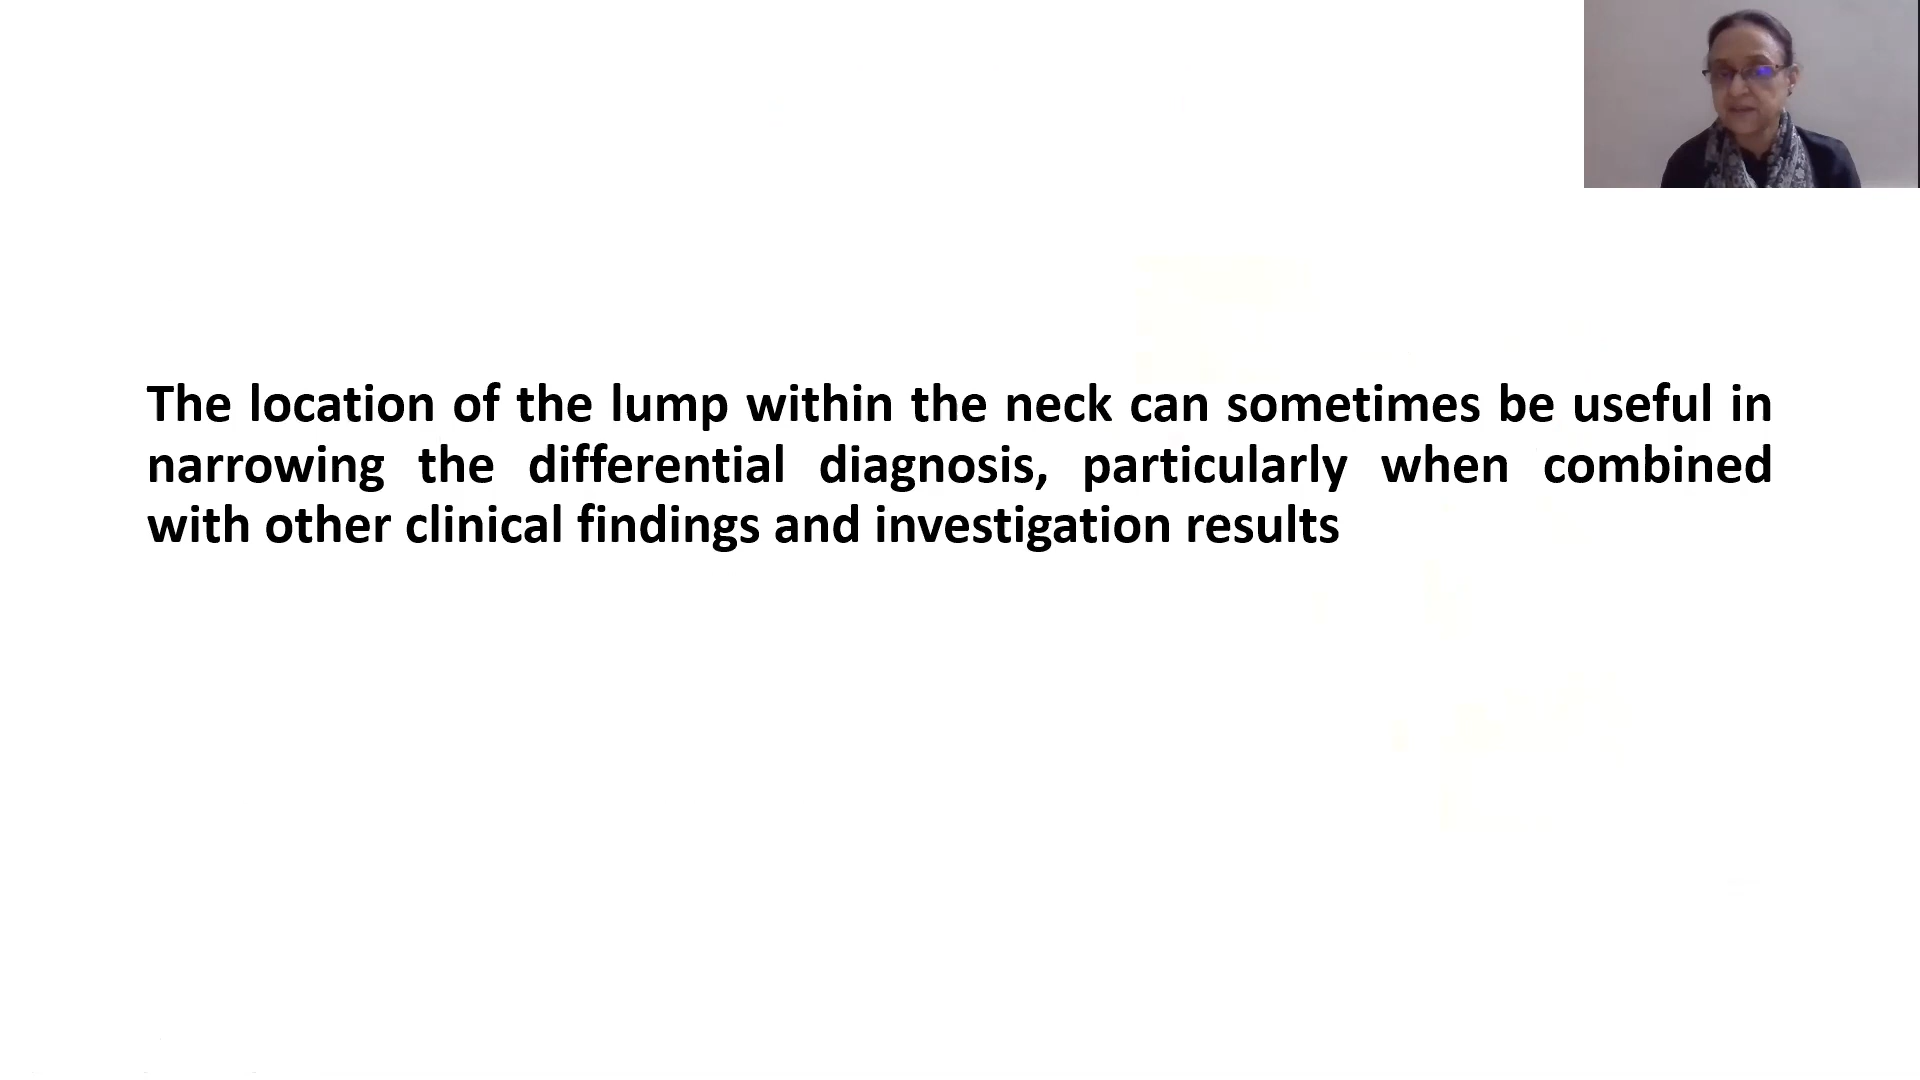 The location of the lump within the neck can sometimes be useful in
narrowing the differential diagnosis, particularly when combined
with other clinical findings and investigation results